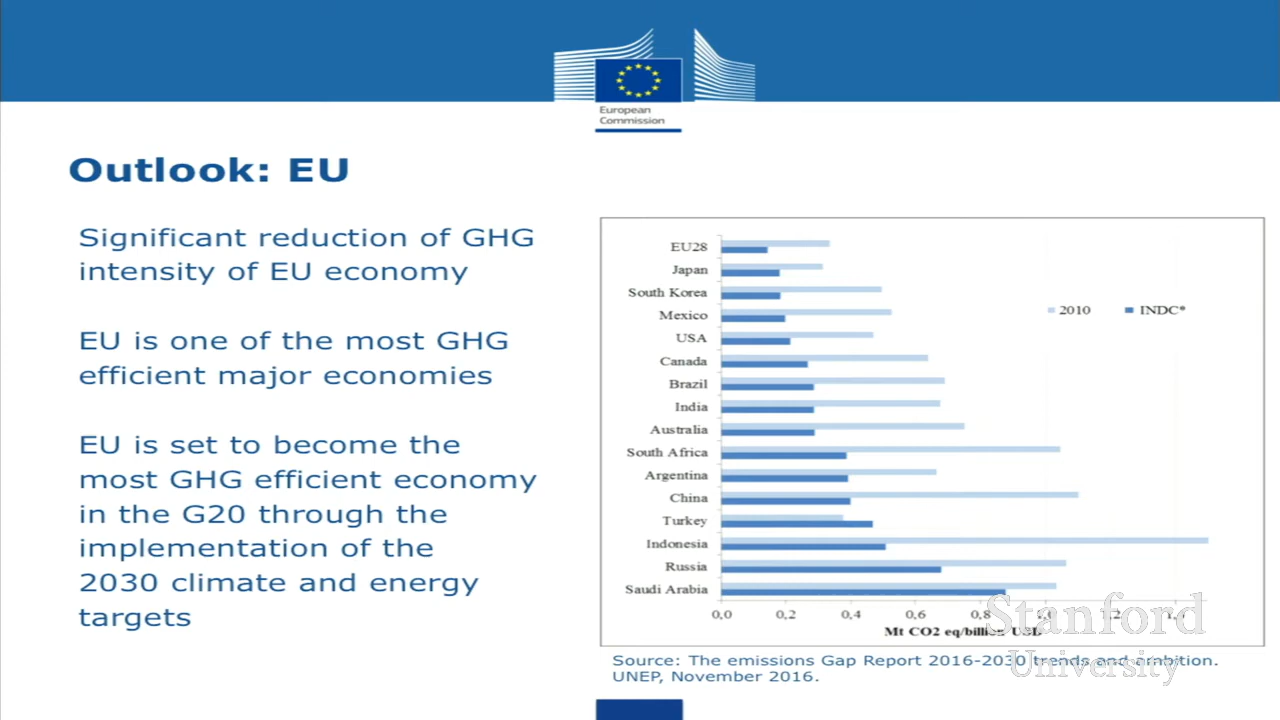 European
Commission
Outlook: EU
Significant reduction of GHG
intensity of EU economy
EU is one of the most GHG
efficient major economies
EU is set to become the
most GHG efficient economy
in the G20 through the
implementation of the
2030 climate and energy
targets
EU28
Japan
South Korea
Mexico
USA
Canada
Brazil
India
Australia
South Africa
Argentina
China
Turkey
Indonesia
Russia
Saudi Arabia
2010 INDC*
0,0 0,2 0,4 0,6 0,8
Mt CO2 eq/billion USD
Source: The emissions Gap Report 2016-2030 trends and ambition.
UNEP, November 2016.
Stanford
University